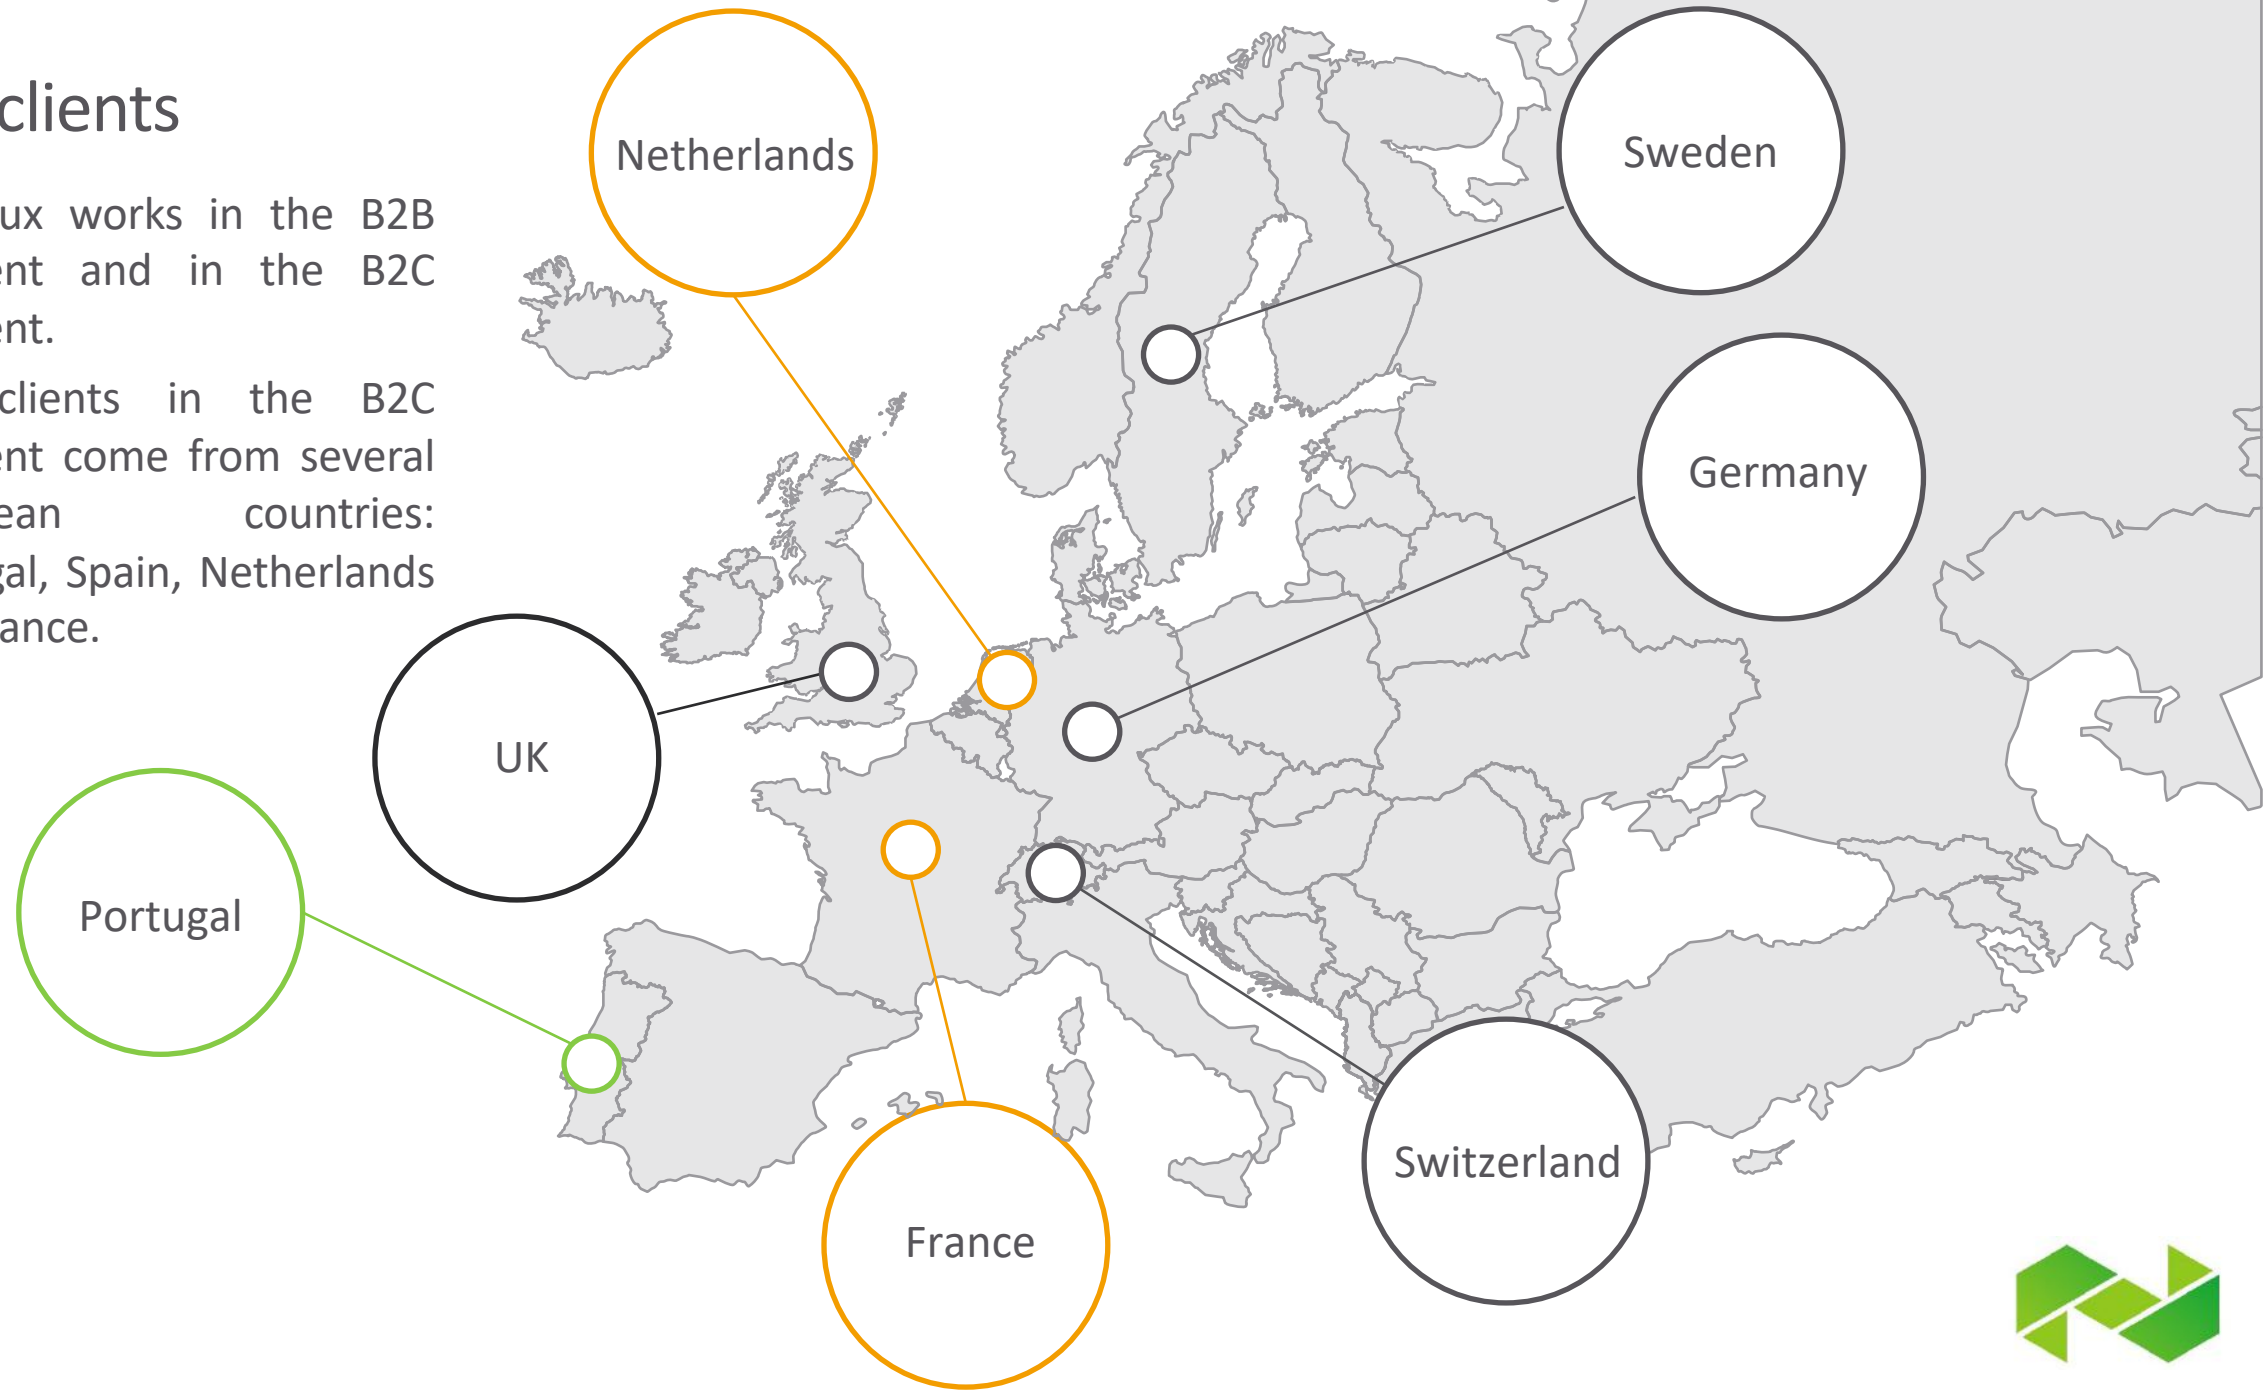 clients
ux works in the B2B
ent and in the B2C
ent.
clients in the B2C
ent come from several
ean countries:
gal, Spain, Netherlands
ance.
Netherlands
Sweden
Germany
UK
Portugal
Switzerland
France